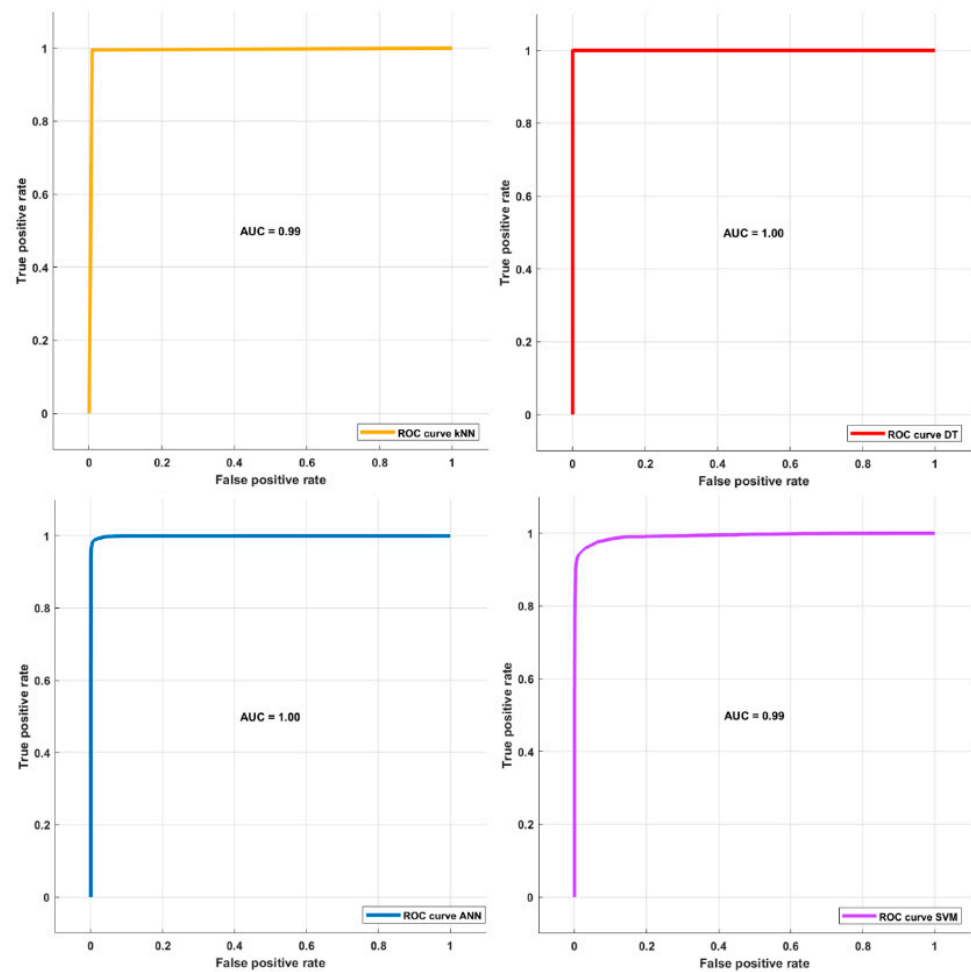 1
0.8
0.6
0.4
0.2
0
True positive rate
AUC = 0.99
ROC curve kNN
0 0.2 0.4 0.6 0.8 1
False positive rate
1
0.8
0.6
0.4
0.2
0
True positive rate
AUC = 1.00
ROC curve DT
0 0.2 0.4 0.6 0.8 1
False positive rate
1
0.8
0.6
0.4
0.2
0
True positive rate
AUC = 1.00
ROC curve ANN
0 0.2 0.4 0.6 0.8 1
False positive rate
1
0.8
0.6
0.4
0.2
0
True positive rate
AUC = 0.99
ROC curve SVM
0 0.2 0.4 0.6 0.8 1
False positive rate